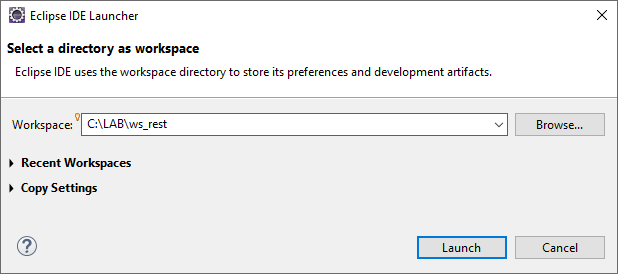 Eclipse IDE Launcher
Select a directory as workspace
Eclipse IDE uses the workspace directory to store its preferences and development artifacts.
Workspace: C:\LAB\ws_rest Browse...
Recent Workspaces
Copy Settings
? Launch Cancel